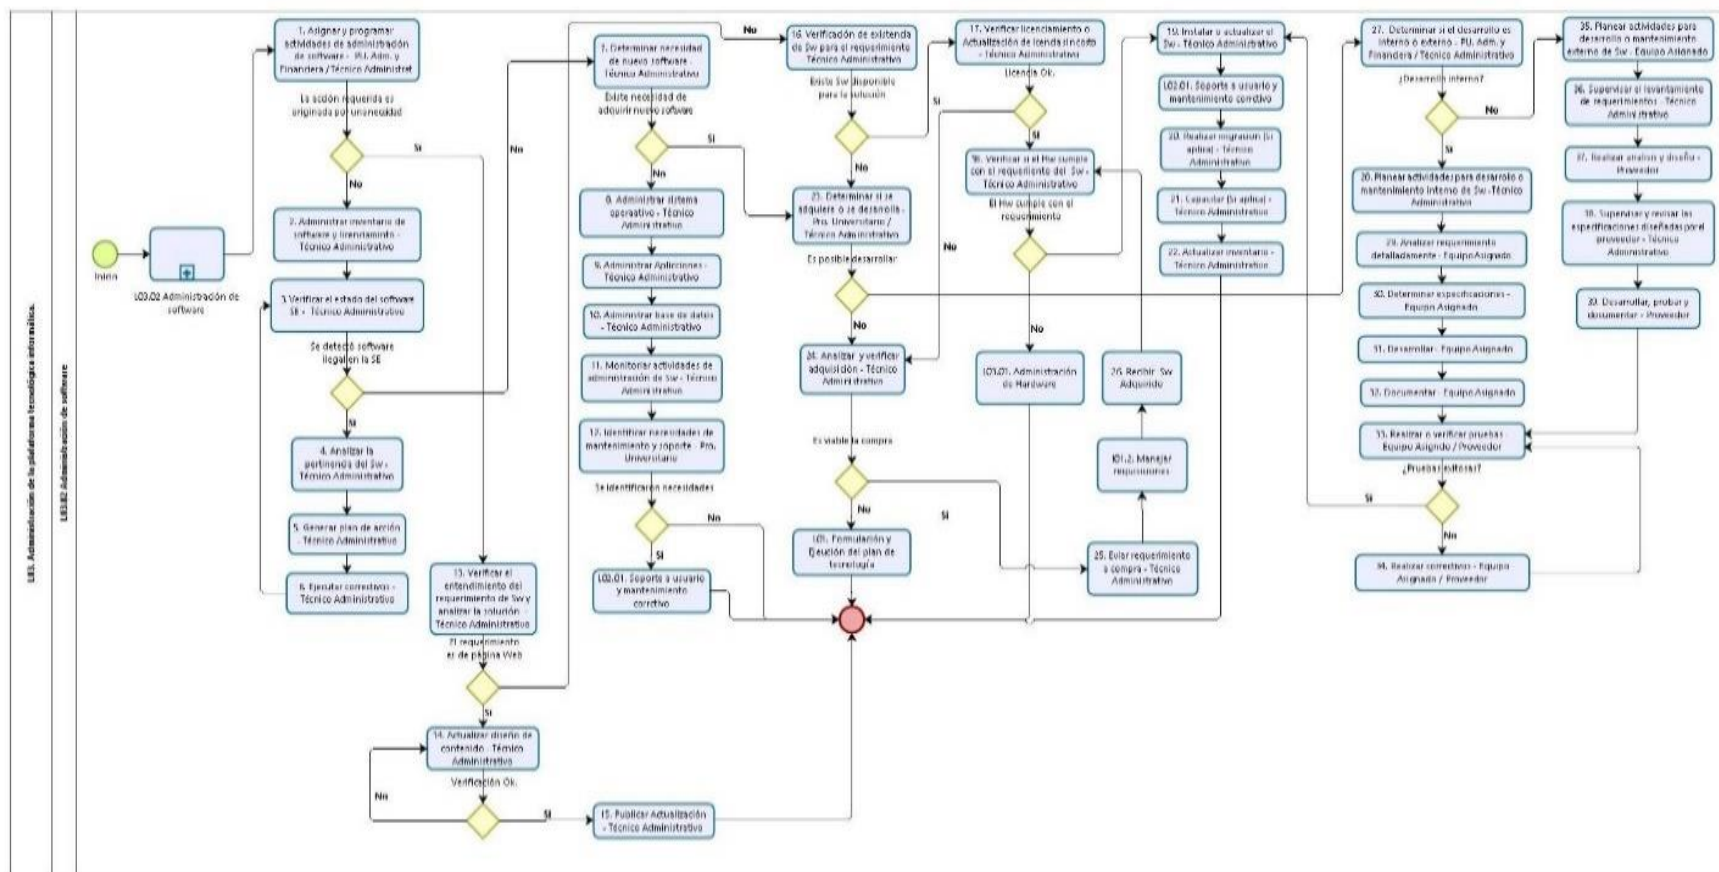 L03. Administración de la plataforma tecnológica informática.
L03.02 Administración de software
Inicio
L03.02 Administración de
software
1. Asignar y programar
actividades de administración
de software - PU. Adm. y
Financiera / Técnico Administrat
La acción requerida es
originada por una necesidad
Si
No
2. Administrar inventario de
software y licenciamiento -
Técnico Administrativo
3. Verificar el estado del software
SE - Técnico Administrativo
Se detectó software
ilegal en la SE
No
Si
4. Analizar la
pertinencia del Sw -
Técnico Administrativo
5. Generar plan de acción
- Técnico Administrativo
6. Ejecutar correctivos -
Técnico Administrativo
13. Verificar el
entendimiento del
requerimiento de Sw y
analizar la solución -
Técnico Administrativo
El requerimiento
es de página Web
No
Si
14. Actualizar diseño de
contenido - Técnico
Administrativo
Verificación Ok.
No
Si
15. Publicar Actualización
- Técnico Administrativo
7. Determinar necesidad
de nuevo software -
Técnico Administrativo
Existe necesidad de
adquirir nuevo software
Si
No
8. Administrar sistema
operativo - Técnico
Administrativo
9. Administrar Aplicciones -
Técnico Administrativo
10. Administrar base de datos
- Técnico Administrativo
11. Monitoriar actividades de
administración de Sw - Técnico
Administrativo
12. Identificar necesidades de
mantenimiento y soporte - Pro.
Universitario
Se identificaron necesidades
No
Si
L02.01. Soporte a usuario
y mantenimiento
corrctivo
16. Verificación de existencia
de Sw para el requerimiento
Técnico Administrativo
Existe Sw disponible
para la solución
No
23. Determinar si se
adquiere o se desarrolla -
Pro. Universitario /
Técnico Administrativo
Es posible desarrollar
No
24. Analizar y verificar
adquisición - Técnico
Administrativo
Es viable la compra
No
Si
L01. Formulación y
Ejecución del plan de
tecnología
17. Verificar licenciamiento o
Actualización de licencia
- Técnico Administrativo
Licencia Ok.
Si
Si
18. Verificar si el Hw cumple
con el requerimiento del Sw -
Técnico Administrativo
El Hw cumple con el
requerimiento
No
No
L03.01. Administración
de Hardware
26. Recibir Sw
Adquirido
L01.2. Manejar
requisiciones
25. Eviar requerimiento
a compra - Técnico
Administrativo
19. Instalar o actualizar el
Sw - Técnico Administrativo
L02.01. Soporte a usuario y
mantenimiento corrctivo
20. Realizar migración (Si
aplica) - Técnico
Administrativo
21. Capacitar (Si aplica) -
Técnico Administrativo
22. Actualizar inventario -
Técnico Administrativo
27. Determinar si el desarrollo es
interno o externo - PU. Adm. y
Financiera / Técnico Administrativo
¿Desarrollo interno?
No
Si
Planear actividades para desarrollo o
mantenimiento interno de Sw -Técnico
Administrativo
29. Analizar requerimiento
detalladamente - Equipo Asignado
30. Determinar especificaciones -
Equipo Asignado
31. Desarrollar - Equipo Asignado
32. Documentar - Equipo Asignado
33. Realizar o verificar pruebas -
Equipo Asignado / Proveedor
¿Pruebas exitosas?
Si
No
34. Realizar correctivos - Equipo
Asignado / Proveedor
35. Planear actividades para
desarrollo o mantenimiento
externo de Sw - Equipo Asignado
36. Supervisar el levantamiento
de requerimientos - Técnico
Administrativo
37. Realizar analisis y diseño -
Proveedor
38. Supervisar y revisar las
especificaciones diseñadas por el
proveedor - Técnico
Administrativo
39. Desarrollar, probar y
documentar - Proveedor